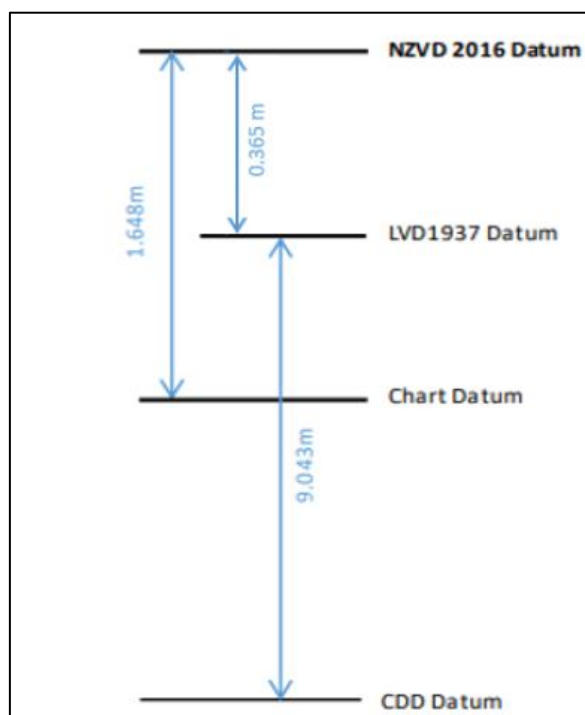 NZVD 2016 Datum
0.365 m
1.648m
LVD1937 Datum
Chart Datum
9.043m
CDD Datum